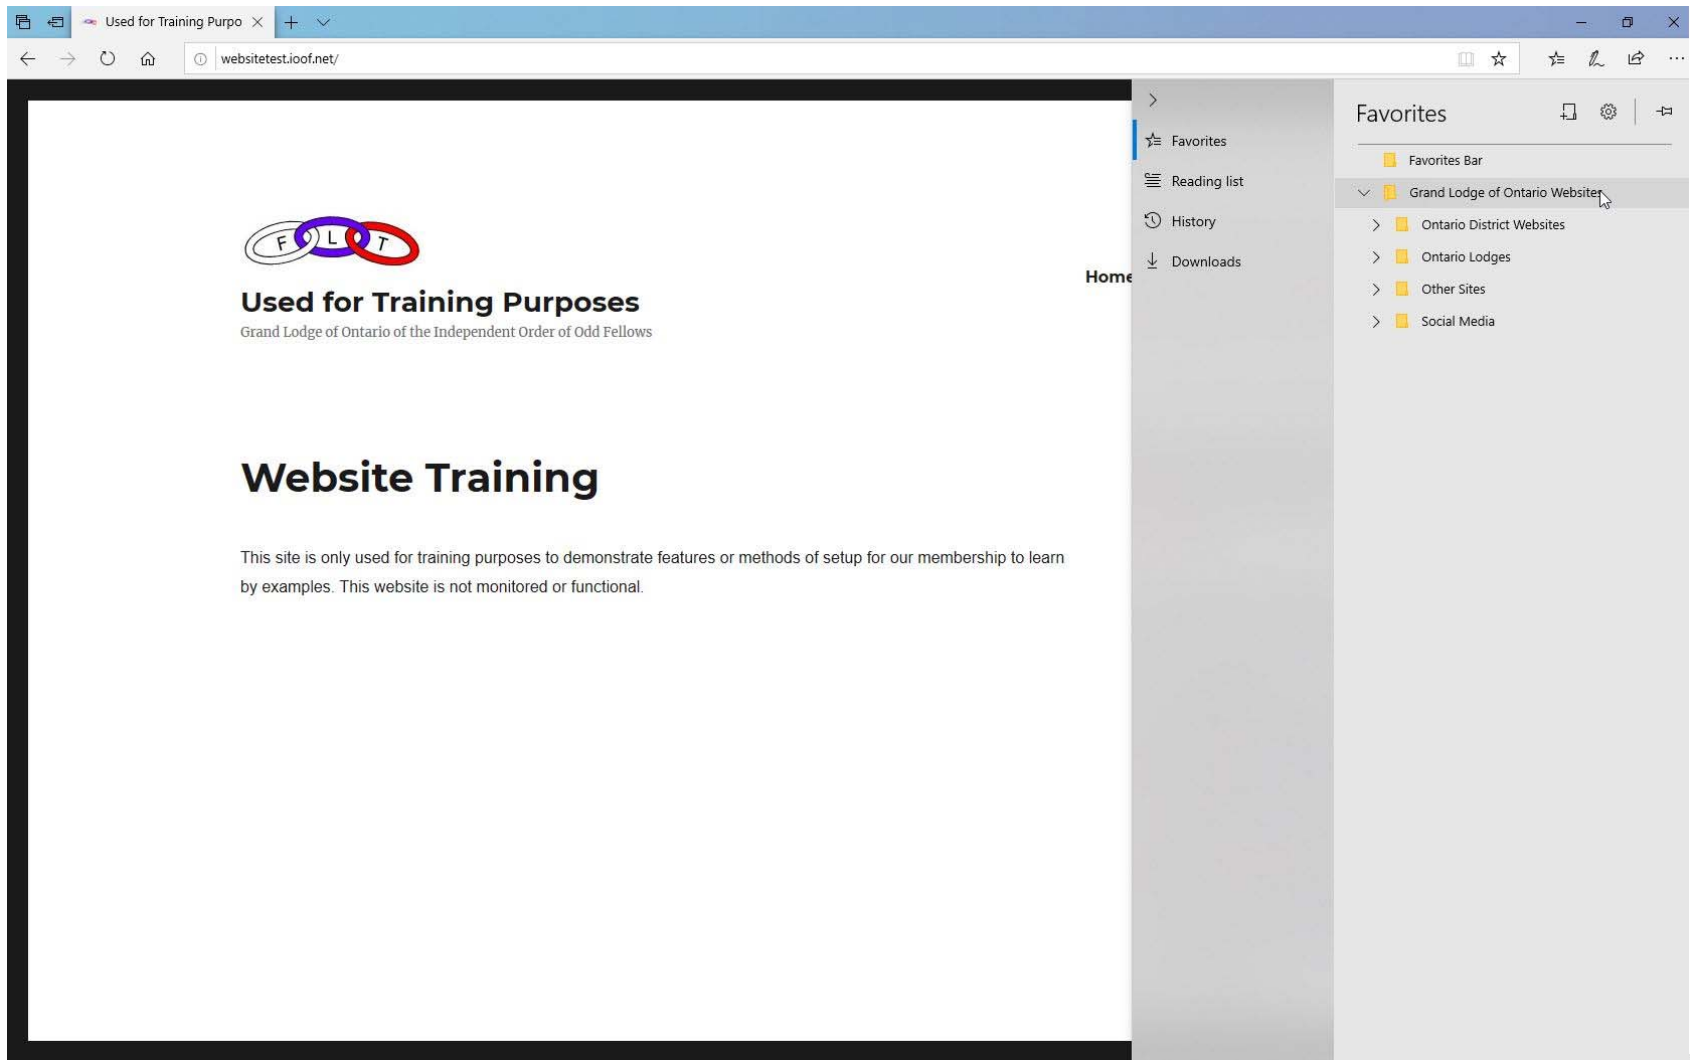 Used for Training Purpo
websitetest.ioof.net/
F L T
Used for Training Purposes
Grand Lodge of Ontario of the Independent Order of Odd Fellows
Home
Website Training
This site is only used for training purposes to demonstrate features or methods of setup for our membership to learn
by examples. This website is not monitored or functional.
Favorites
Reading list
History
Downloads
Favorites
Favorites Bar
Grand Lodge of Ontario Websites
Ontario District Websites
Ontario Lodges
Other Sites
Social Media